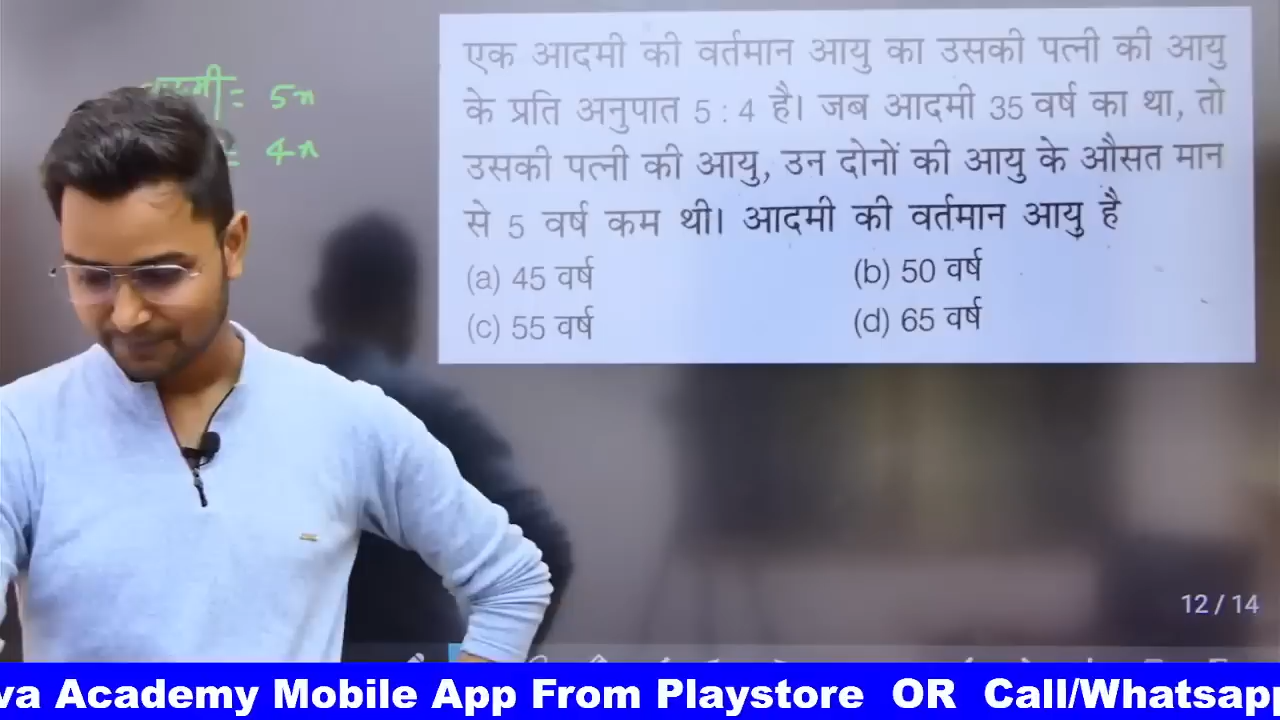 = 5x
= 4x
एक आदमी की वर्तमान आयु का उसकी पत्नी की आयु
के प्रति अनुपात 5 : 4 है। जब आदमी 35 वर्ष का था, तो
उसकी पत्नी की आयु, उन दोनों की आयु के औसत मान
से 5 वर्ष कम थी। आदमी की वर्तमान आयु है
(a) 45 वर्ष (b) 50 वर्ष
(c) 55 वर्ष (d) 65 वर्ष
12 / 14
va Academy Mobile App From Playstore OR Call/Whatsapp